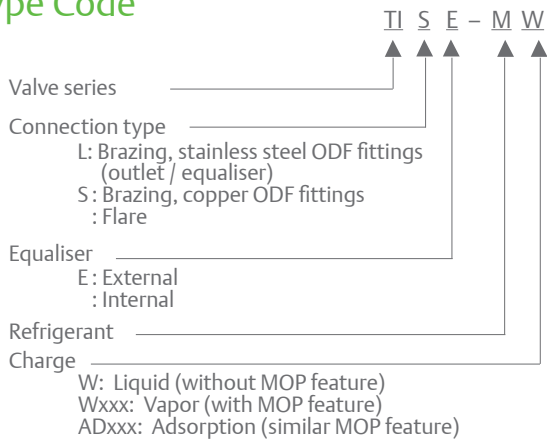 ype Code
TI S E – M W
Valve series
Connection type
L: Brazing, stainless steel ODF fittings
(outlet / equaliser)
S: Brazing, copper ODF fittings
: Flare
Equaliser
E: External
: Internal
Refrigerant
Charge
W: Liquid (without MOP feature)
Wxxx: Vapor (with MOP feature)
ADxxx: Adsorption (similar MOP feature)